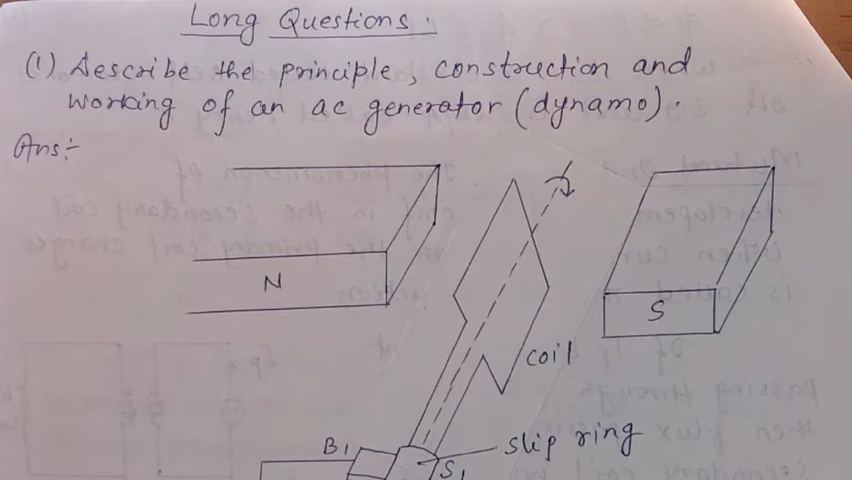 Long Questions.
(1) Describe the principle, construction and
working of an ac generator (dynamo).
Ans:-
N
S
coil
B1
slip ring
S1